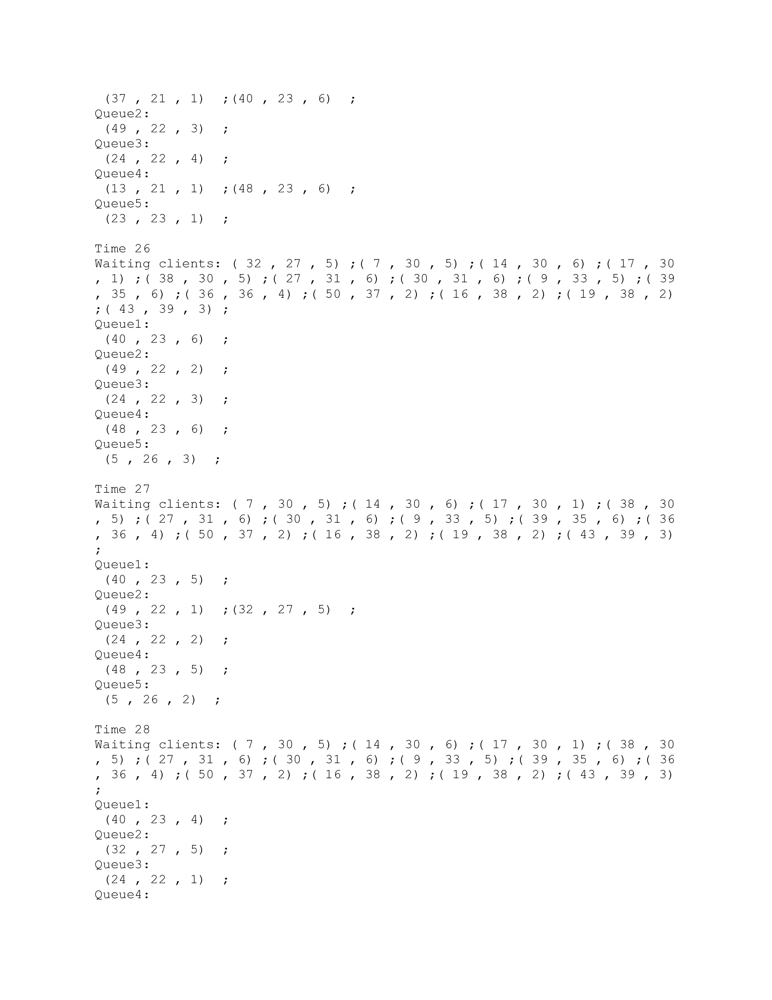 (37 , 21 , 1)  ;(40 , 23 , 6)  ;
Queue2:
(49 , 22 , 3)  ;
Queue3:
(24 , 22 , 4)  ;
Queue4:
(13 , 21 , 1)  ;(48 , 23 , 6)  ;
Queue5:
(23 , 23 , 1)  ;
Time 26
Waiting clients: ( 32 , 27 , 5) ;( 7 , 30 , 5) ;( 14 , 30 , 6) ;( 17 , 30
, 1) ;( 38 , 30 , 5) ;( 27 , 31 , 6) ;( 30 , 31 , 6) ;( 9 , 33 , 5) ;( 39
, 35 , 6) ;( 36 , 36 , 4) ;( 50 , 37 , 2) ;( 16 , 38 , 2) ;( 19 , 38 , 2)
;( 43 , 39 , 3) ;
Queue1:
(40 , 23 , 6)  ;
Queue2:
(49 , 22 , 2)  ;
Queue3:
(24 , 22 , 3)  ;
Queue4:
(48 , 23 , 6)  ;
Queue5:
(5 , 26 , 3)  ;
Time 27
Waiting clients: ( 7 , 30 , 5) ;( 14 , 30 , 6) ;( 17 , 30 , 1) ;( 38 , 30
, 5) ;( 27 , 31 , 6) ;( 30 , 31 , 6) ;( 9 , 33 , 5) ;( 39 , 35 , 6) ;( 36
, 36 , 4) ;( 50 , 37 , 2) ;( 16 , 38 , 2) ;( 19 , 38 , 2) ;( 43 , 39 , 3)
;
Queue1:
(40 , 23 , 5)  ;
Queue2:
(49 , 22 , 1)  ;(32 , 27 , 5)  ;
Queue3:
(24 , 22 , 2)  ;
Queue4:
(48 , 23 , 5)  ;
Queue5:
(5 , 26 , 2)  ;
Time 28
Waiting clients: ( 7 , 30 , 5) ;( 14 , 30 , 6) ;( 17 , 30 , 1) ;( 38 , 30
, 5) ;( 27 , 31 , 6) ;( 30 , 31 , 6) ;( 9 , 33 , 5) ;( 39 , 35 , 6) ;( 36
, 36 , 4) ;( 50 , 37 , 2) ;( 16 , 38 , 2) ;( 19 , 38 , 2) ;( 43 , 39 , 3)
;
Queue1:
(40 , 23 , 4)  ;
Queue2:
(32 , 27 , 5)  ;
Queue3:
(24 , 22 , 1)  ;
Queue4: